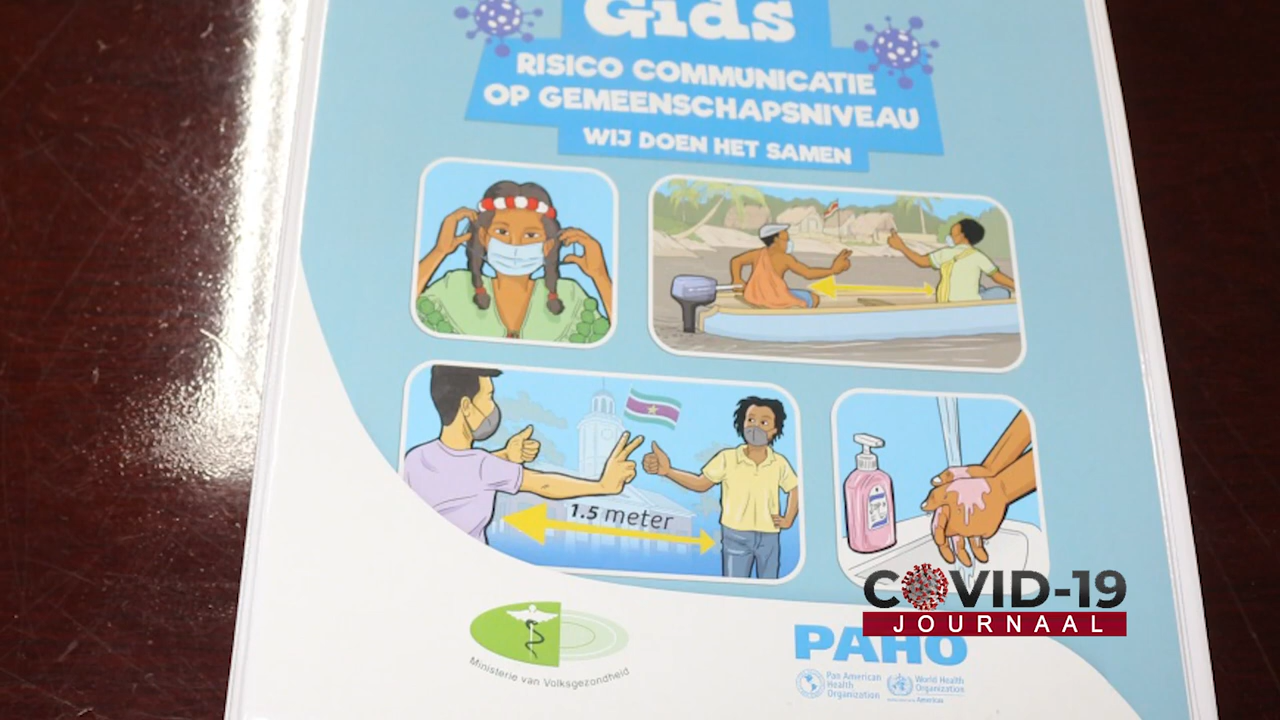 Gids
RISICO COMMUNICATIE
OP GEMEENSCHAPSNIVEAU
WIJ DOEN HET SAMEN
1.5 meter
COVID-19
JOURNAAL
Ministerie van Volksgezondheid
PAHO
Pan American
Health
Organization
World Health
Organization
Americas